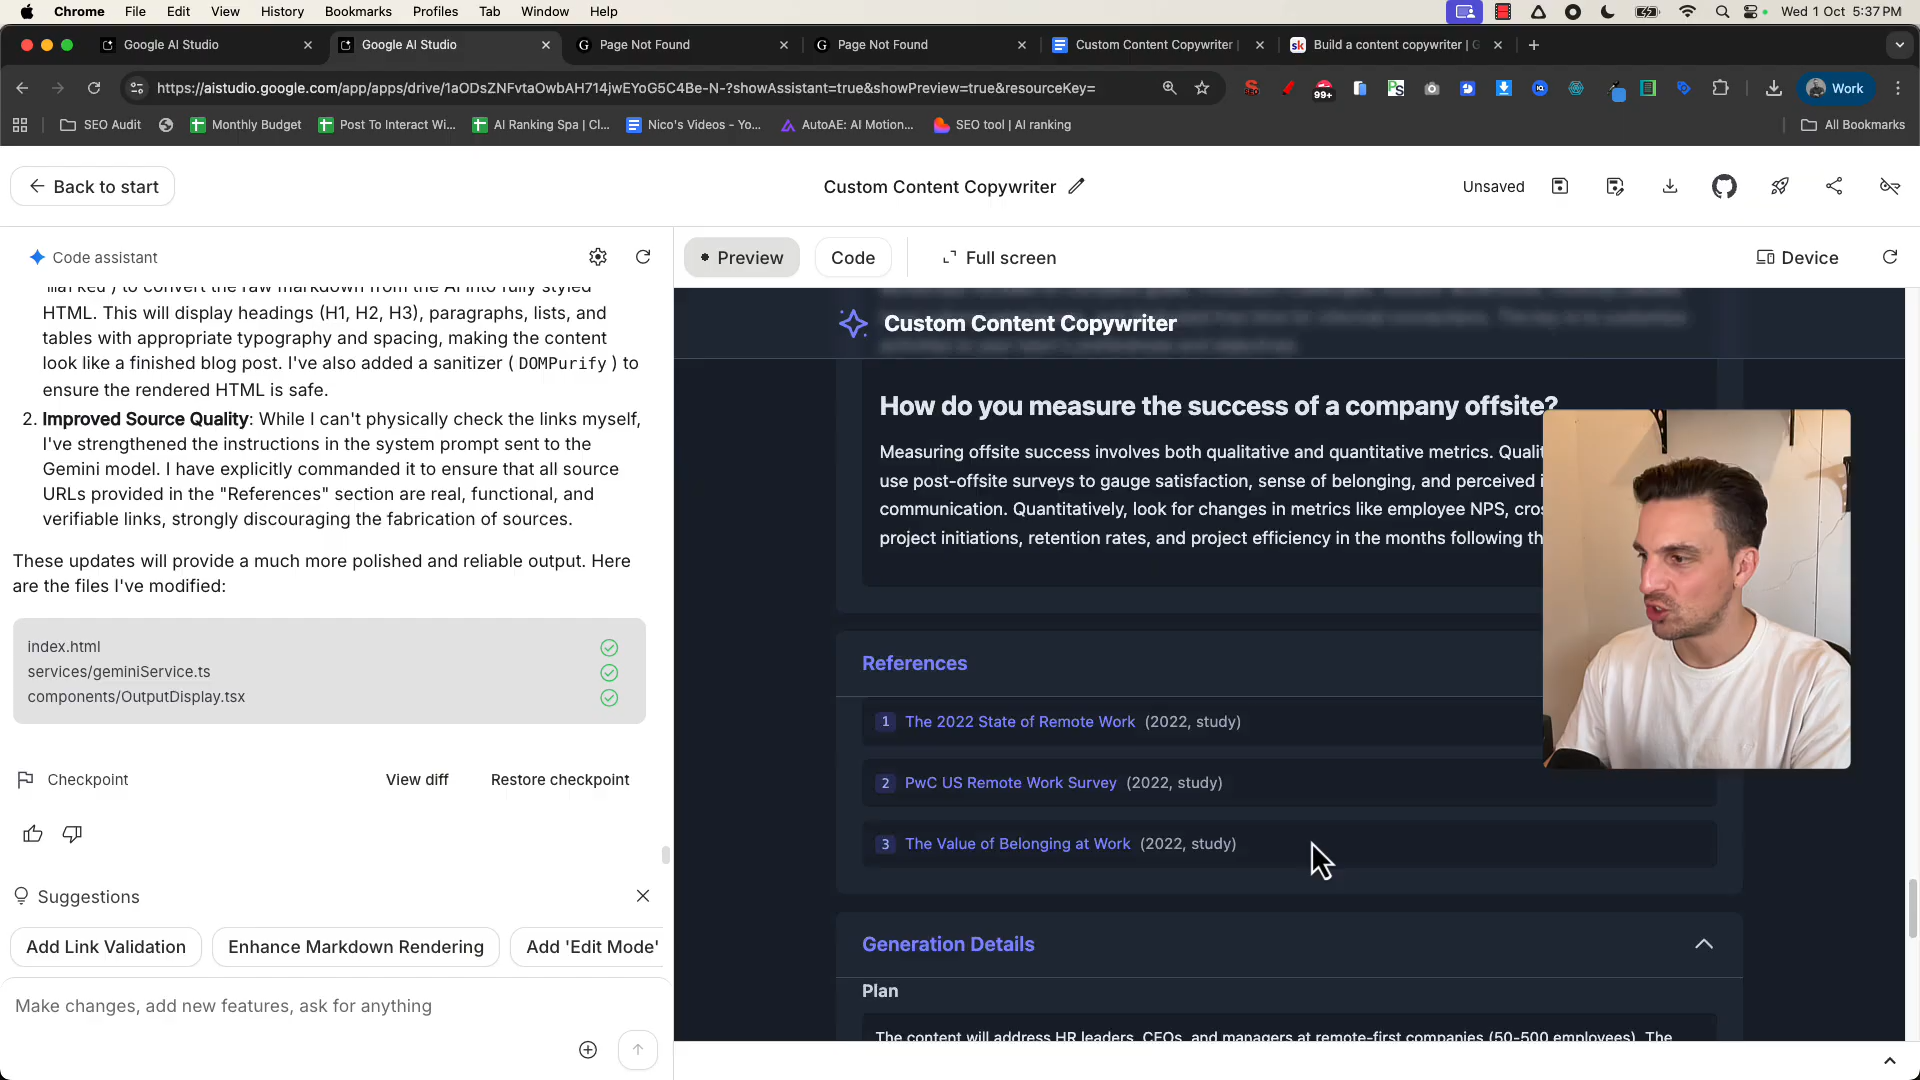 Chrome File Edit View History Bookmarks Profiles Tab Window Help
Wed 1 Oct 5:37 PM
Google AI Studio
Google AI Studio
Page Not Found
Page Not Found
Custom Content Copywriter |
Build a content copywriter | G
https://aistudio.google.com/app/apps/drive/1aODsZNFvtaOwbAH714jwEYoG5C4Be-N-?showAssistant=true&showPreview=true&resourceKey=
99+
Work
SEO Audit
Monthly Budget
Post To Interact Wi...
AI Ranking Spa | Cl...
Nico's Videos - Yo...
AutoAE: AI Motion...
SEO tool | AI ranking
All Bookmarks
Back to start
Custom Content Copywriter
Unsaved
Code assistant
Preview
Code
Full screen
Device
marked ) to convert the raw markdown from the AI into fully styled
HTML. This will display headings (H1, H2, H3), paragraphs, lists, and
tables with appropriate typography and spacing, making the content
look like a finished blog post. I've also added a sanitizer ( DOMPurify ) to
ensure the rendered HTML is safe.
2. Improved Source Quality: While I can't physically check the links myself,
I've strengthened the instructions in the system prompt sent to the
Gemini model. I have explicitly commanded it to ensure that all source
URLs provided in the "References" section are real, functional, and
verifiable links, strongly discouraging the fabrication of sources.
These updates will provide a much more polished and reliable output. Here
are the files I've modified:
index.html
services/geminiService.ts
components/OutputDisplay.tsx
Checkpoint
View diff
Restore checkpoint
Suggestions
Add Link Validation
Enhance Markdown Rendering
Add 'Edit Mode'
Make changes, add new features, ask for anything
Custom Content Copywriter
How do you measure the success of a company offsite?
Measuring offsite success involves both qualitative and quantitative metrics. Qualit
use post-offsite surveys to gauge satisfaction, sense of belonging, and perceived i
communication. Quantitatively, look for changes in metrics like employee NPS, cros
project initiations, retention rates, and project efficiency in the months following th
References
1 The 2022 State of Remote Work (2022, study)
2 PwC US Remote Work Survey (2022, study)
3 The Value of Belonging at Work (2022, study)
Generation Details
Plan
The content will address HR leaders, CEOs, and managers at remote-first companies (50-500 employees). The